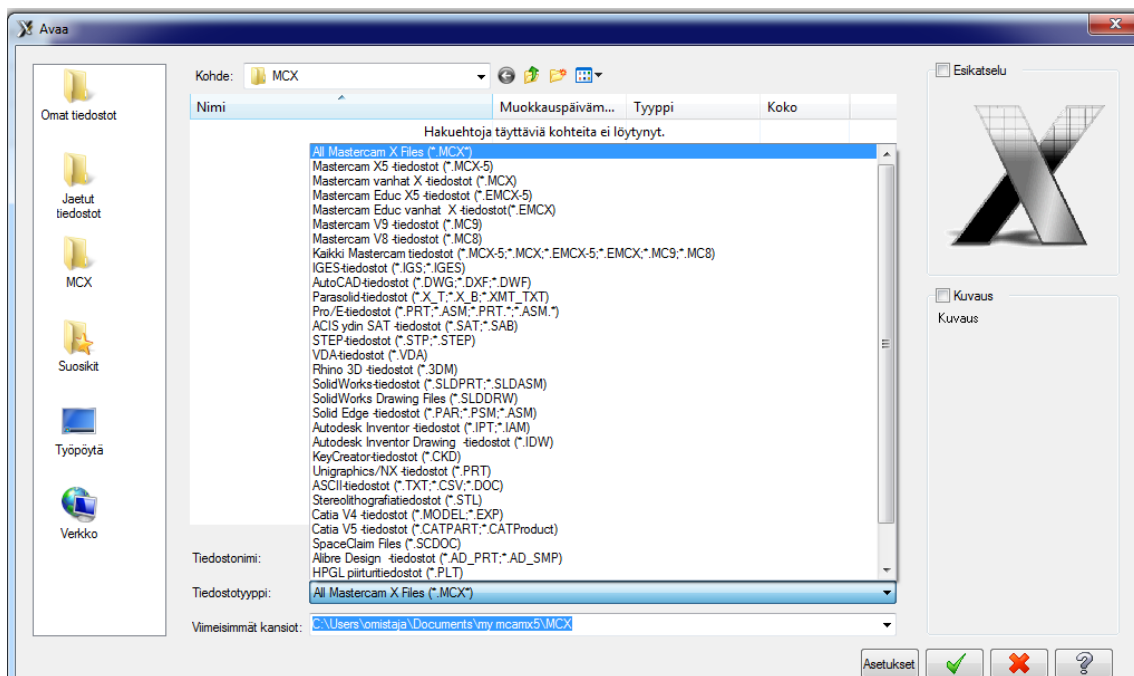 Avaa
Omat tiedostot
Jaetut
tiedostot
MCX
Suosikit
Työpöytä
Verkko
Kohde: MCX
Nimi Muokkauspäiväm... Tyyppi Koko
Hakuehtoja täyttäviä kohteita ei löytynyt.
All Mastercam X Files (*.MCX*)
Mastercam X5 -tiedostot (*.MCX-5)
Mastercam vanhat X -tiedostot (*.MCX)
Mastercam Educ X5 -tiedostot (*.EMCX-5)
Mastercam Educ vanhat X -tiedostot(*.EMCX)
Mastercam V9 -tiedostot (*.MC9)
Mastercam V8 -tiedostot (*.MC8)
Kaikki Mastercam tiedostot (*.MCX-5;*.MCX;*.EMCX-5;*.EMCX;*.MC9;*.MC8)
IGES-tiedostot (*.IGS;*.IGES)
AutoCAD-tiedostot (*.DWG;*.DXF;*.DWF)
Parasolid-tiedostot (*.X_T;*.X_B;*.XMT_TXT)
Pro/E-tiedostot (*.PRT;*.ASM;*.PRT.*;*.ASM.*)
ACIS ydin SAT -tiedostot (*.SAT;*.SAB)
STEP-tiedostot (*.STP;*.STEP)
VDA-tiedostot (*.VDA)
Rhino 3D -tiedostot (*.3DM)
SolidWorks-tiedostot (*.SLDPRT;*.SLDASM)
SolidWorks Drawing Files (*.SLDDRW)
Solid Edge -tiedostot (*.PAR;*.PSM;*.ASM)
Autodesk Inventor -tiedostot (*.IPT;*.IAM)
Autodesk Inventor Drawing -tiedostot (*.IDW)
KeyCreator-tiedostot (*.CKD)
Unigraphics/NX -tiedostot (*.PRT)
ASCII-tiedostot (*.TXT;*.CSV;*.DOC)
Stereolithografiatiedostot (*.STL)
Catia V4 -tiedostot (*.MODEL;*.EXP)
Catia V5 -tiedostot (*.CATPART;*.CATProduct)
SpaceClaim Files (*.SCDOC)
Alibre Design -tiedostot (*.AD_PRT;*.AD_SMP)
HPGL piirturitiedostot (*.PLT)
Tiedostonimi:
Tiedostotyyppi: All Mastercam X Files (*.MCX*)
Viimeisimmät kansiot: C:\Users\omistaja\Documents\my mcamx5\MCX
Esikatselu
Kuvaus
Kuvaus
Asetukset